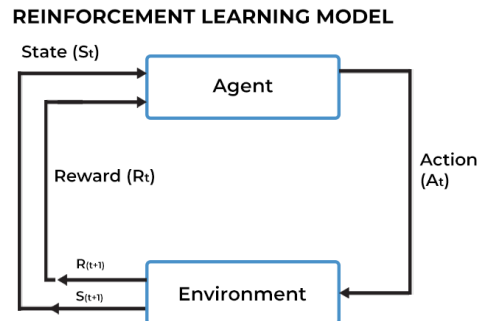 REINFORCEMENT LEARNING MODEL
State (St)
Agent
Action
(At)
Reward (Rt)
R(t+1)
S(t+1)
Environment